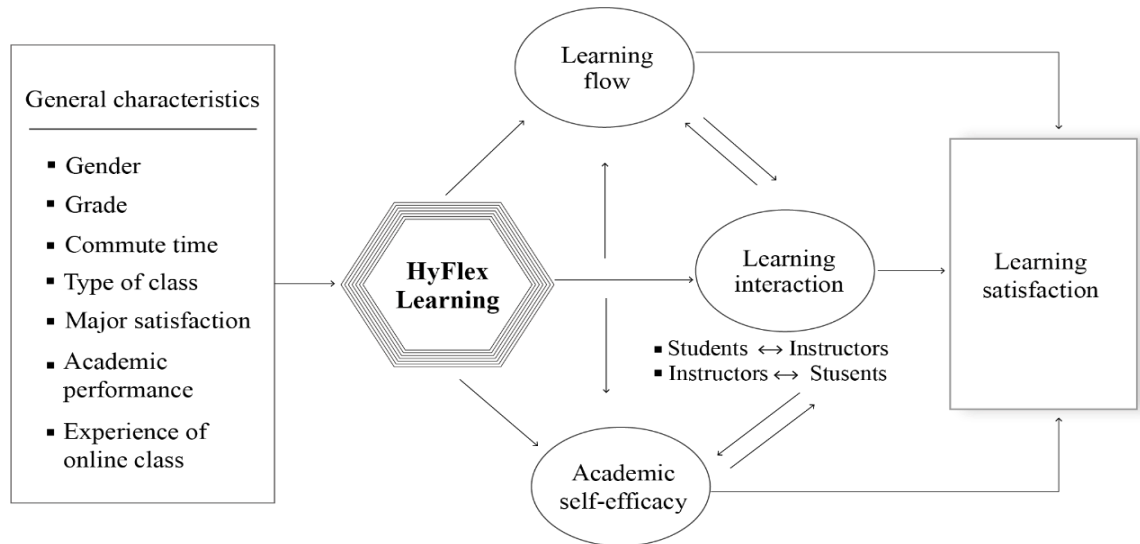 General characteristics
▪ Gender
▪ Grade
▪ Commute time
▪ Type of class
▪ Major satisfaction
▪ Academic
performance
▪ Experience of
online class
HyFlex
Learning
Learning
flow
Learning
interaction
▪ Students ↔ Instructors
▪ Instructors ↔ Stusents
Academic
self-efficacy
Learning
satisfaction